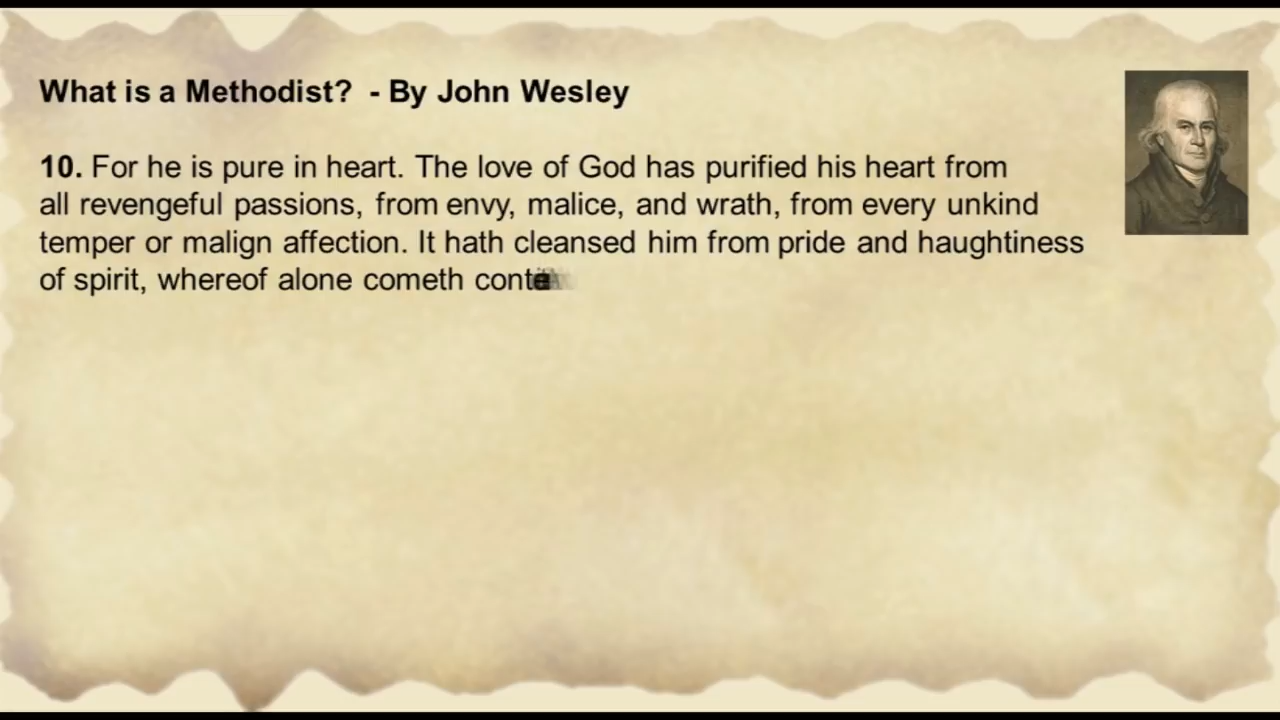 What is a Methodist? - By John Wesley
10. For he is pure in heart. The love of God has purified his heart from
all revengeful passions, from envy, malice, and wrath, from every unkind
temper or malign affection. It hath cleansed him from pride and haughtiness
of spirit, whereof alone cometh